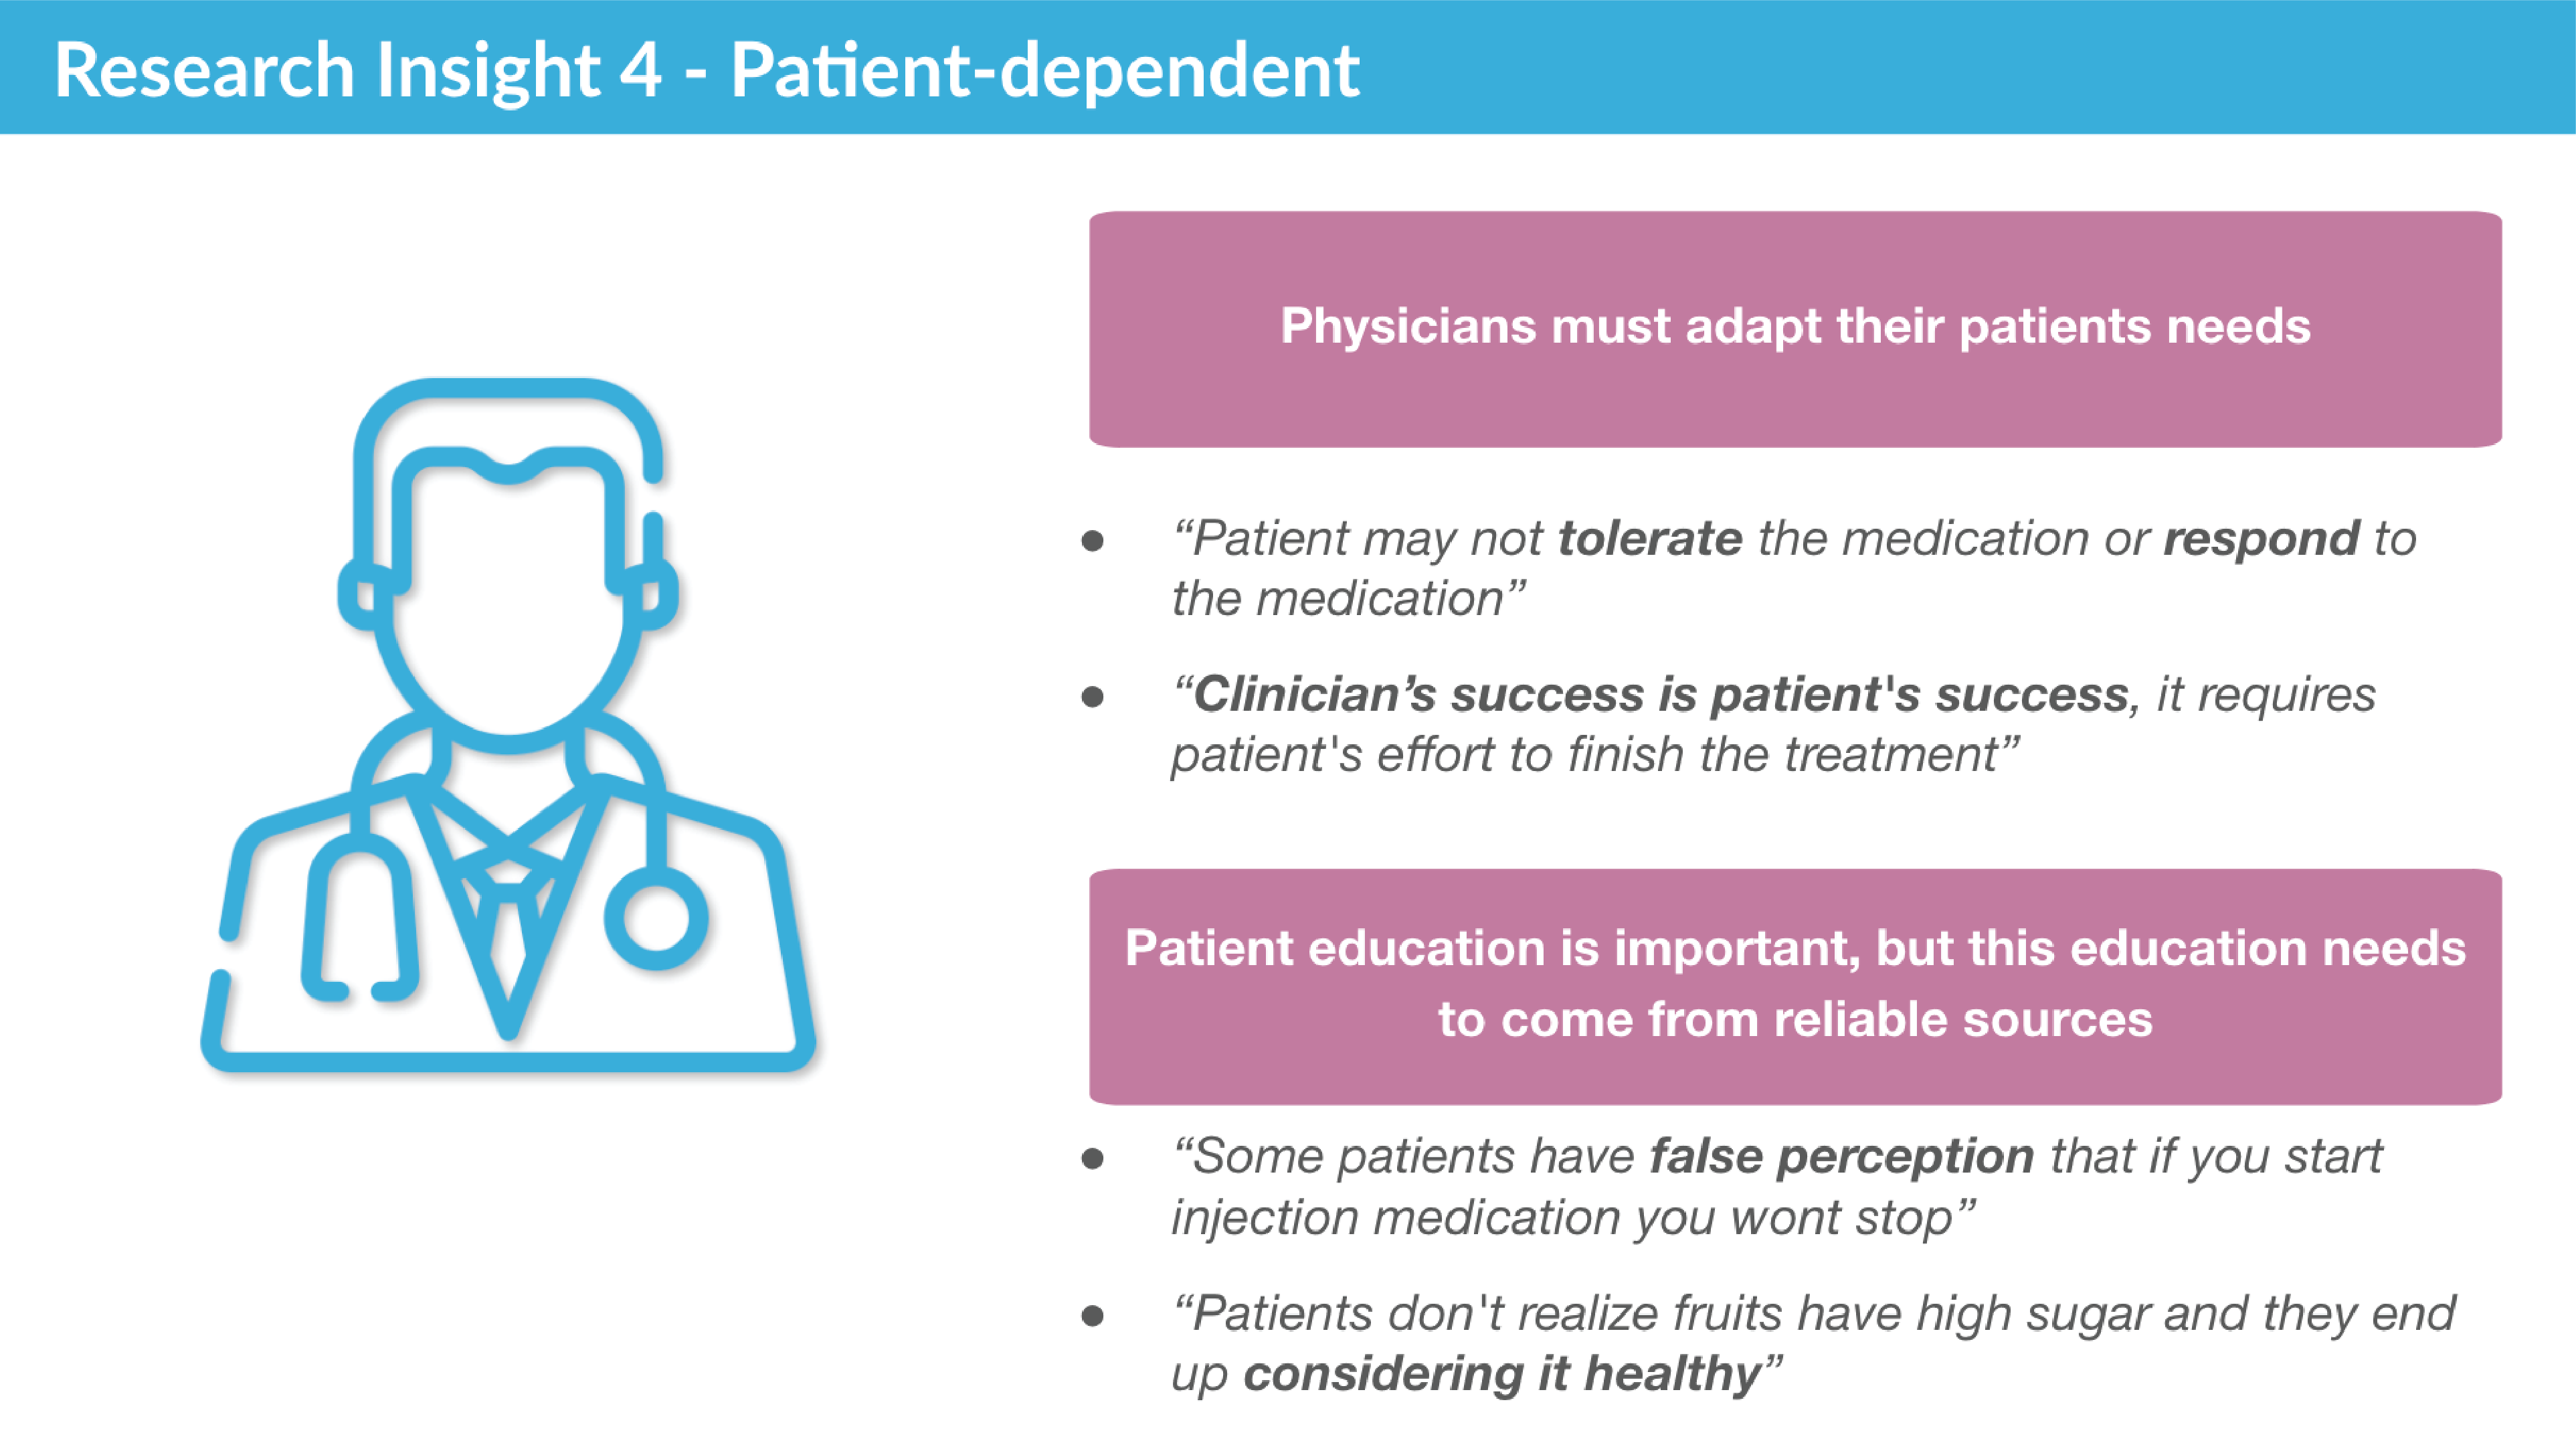 Research Insight 4 - Patient-dependent
Physicians must adapt their patients needs
● “Patient may not tolerate the medication or respond to
the medication”
● “Clinician’s success is patient's success, it requires
patient's effort to finish the treatment”
Patient education is important, but this education needs
to come from reliable sources
● “Some patients have false perception that if you start
injection medication you wont stop”
● “Patients don't realize fruits have high sugar and they end
up considering it healthy”